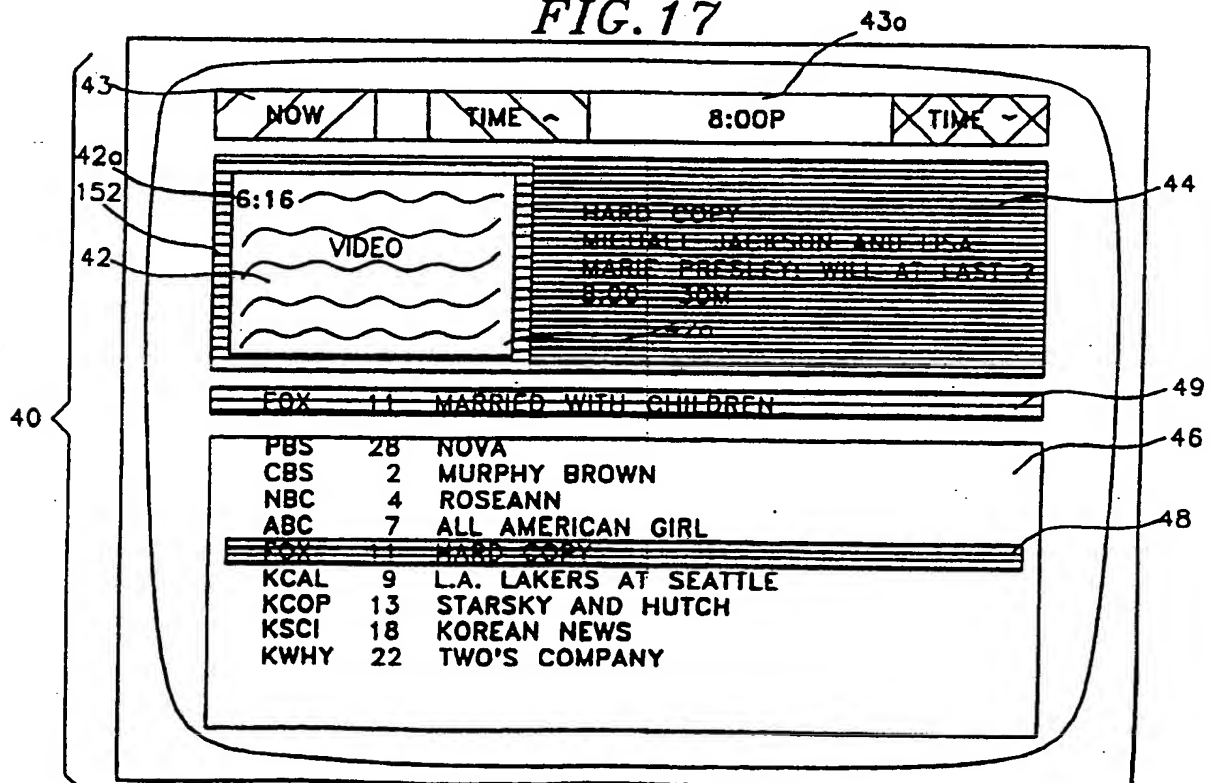 FIG. 17
43a
43
NOW TIME ~ 8:00P TIME ~
42a
152
42
6:16
VIDEO
HARD COPY
MICHAEL JACKSON AND LISA
MARIE PRESLEY: WILL AT LAST ?
8:00 30M
44
40
FOX 11 MARRIED WITH CHILDREN
49
46
PBS 28 NOVA
CBS 2 MURPHY BROWN
NBC 4 ROSEANN
ABC 7 ALL AMERICAN GIRL
FOX 11 HARD COPY
48
KCAL 9 L.A. LAKERS AT SEATTLE
KCOP 13 STARSKY AND HUTCH
KSCI 18 KOREAN NEWS
KWHY 22 TWO'S COMPANY